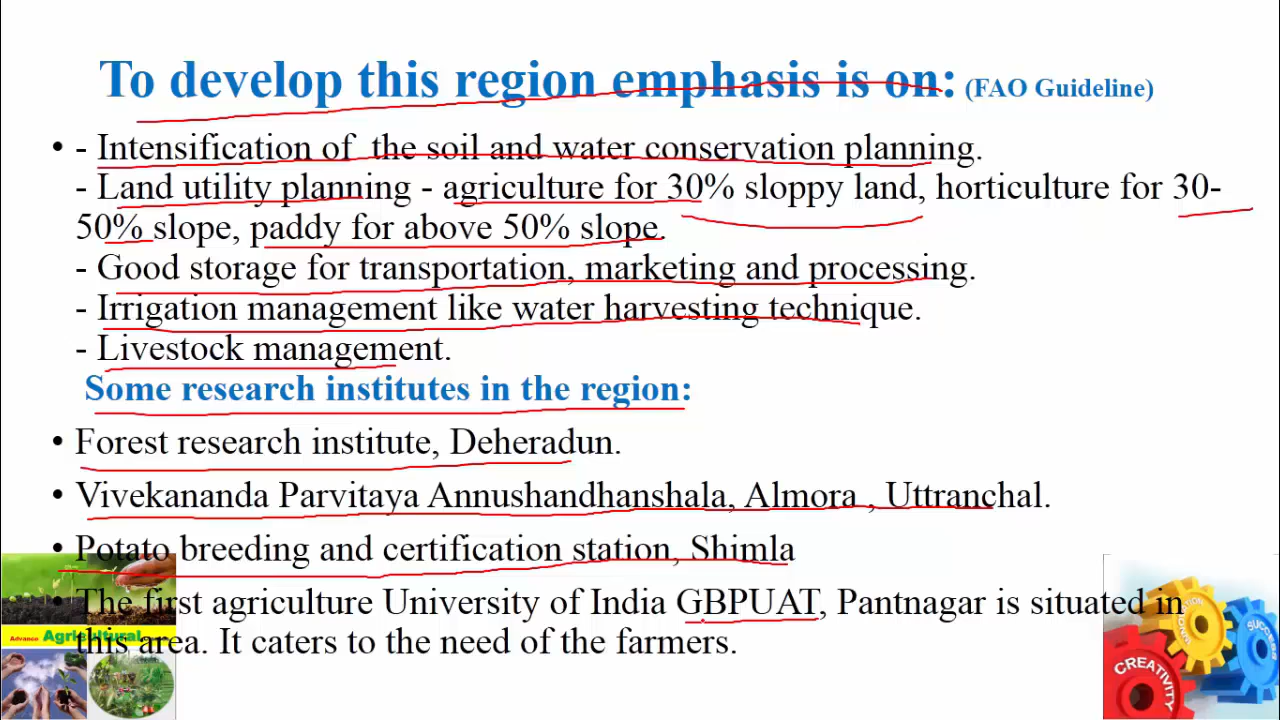 To develop this region emphasis is on: (FAO Guideline)
• - Intensification of the soil and water conservation planning.
- Land utility planning - agriculture for 30% sloppy land, horticulture for 30-
50% slope, paddy for above 50% slope.
- Good storage for transportation, marketing and processing.
- Irrigation management like water harvesting technique.
- Livestock management.
Some research institutes in the region:
• Forest research institute, Deheradun.
• Vivekananda Parvitaya Annushandhanshala, Almora , Uttranchal.
• Potato breeding and certification station, Shimla
• The first agriculture University of India GBPUAT, Pantnagar is situated in
this area. It caters to the need of the farmers.
Advance Agricultural
CREATIVITY